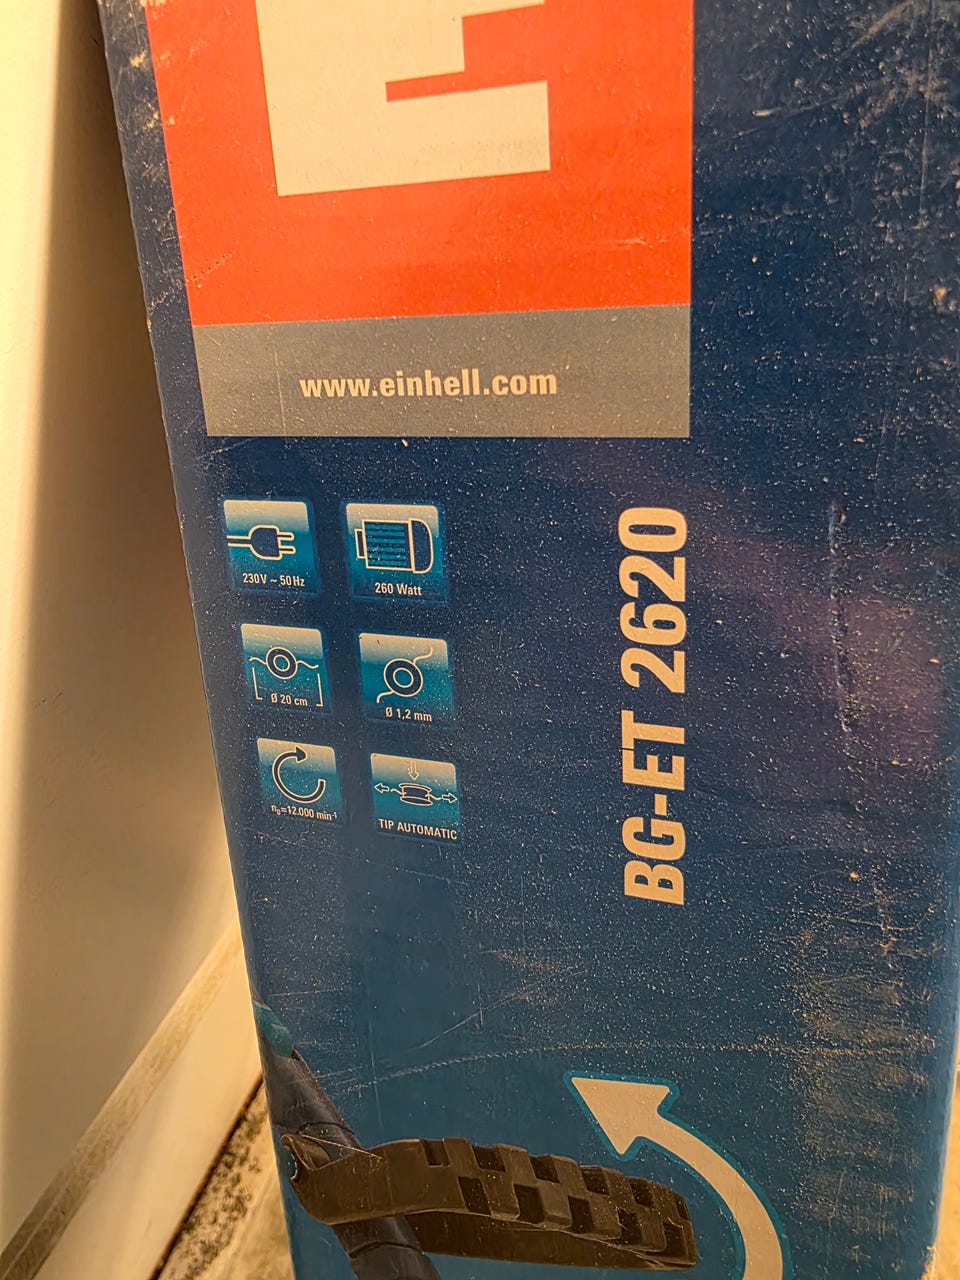 E
www.einhell.com
230V ~ 50Hz
260 Watt
Ø 20 cm
Ø 1,2 mm
n₀=12.000 min⁻¹
TIP AUTOMATIC
BG-ET 2620